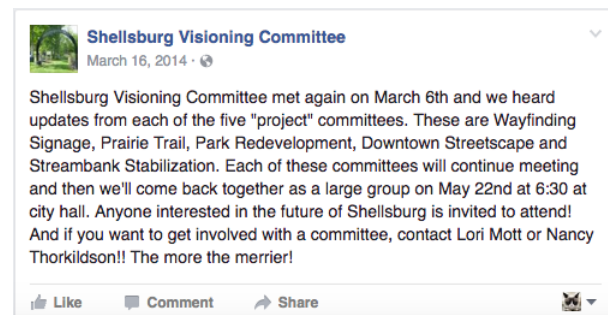 Shellsburg Visioning Committee
March 16, 2014 ·
Shellsburg Visioning Committee met again on March 6th and we heard
updates from each of the five "project" committees. These are Wayfinding
Signage, Prairie Trail, Park Redevelopment, Downtown Streetscape and
Streambank Stabilization. Each of these committees will continue meeting
and then we'll come back together as a large group on May 22nd at 6:30 at
city hall. Anyone interested in the future of Shellsburg is invited to attend!
And if you want to get involved with a committee, contact Lori Mott or Nancy
Thorkildson!! The more the merrier!
Like Comment Share